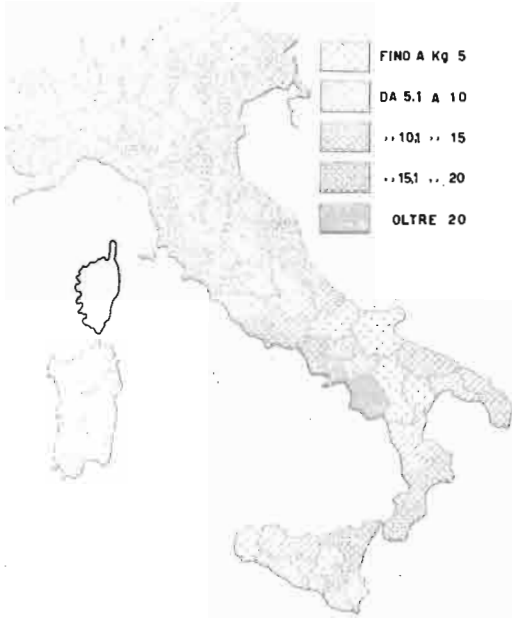 FINO A Kg 5
DA 5.1 A 10
,, 10,1 ,, 15
,, 15,1 ,, 20
OLTRE 20